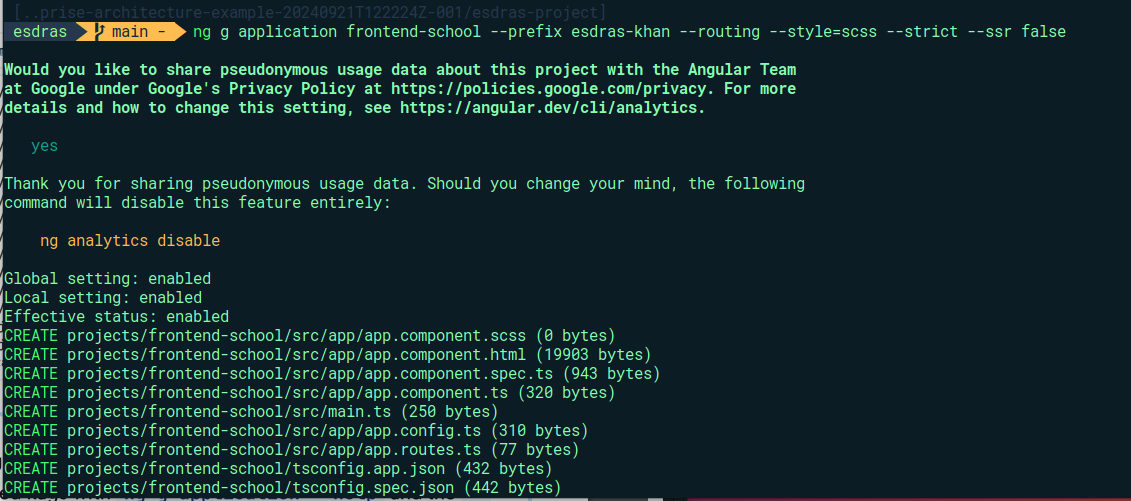 [..prise-architecture-example-20240921T122224Z-001/esdras-project]
esdras main ~ ng g application frontend-school --prefix esdras-khan --routing --style=scss --strict --ssr false
Would you like to share pseudonymous usage data about this project with the Angular Team
at Google under Google's Privacy Policy at https://policies.google.com/privacy. For more
details and how to change this setting, see https://angular.dev/cli/analytics.
yes
Thank you for sharing pseudonymous usage data. Should you change your mind, the following
command will disable this feature entirely:
ng analytics disable
Global setting: enabled
Local setting: enabled
Effective status: enabled
CREATE projects/frontend-school/src/app/app.component.scss (0 bytes)
CREATE projects/frontend-school/src/app/app.component.html (19903 bytes)
CREATE projects/frontend-school/src/app/app.component.spec.ts (943 bytes)
CREATE projects/frontend-school/src/app/app.component.ts (320 bytes)
CREATE projects/frontend-school/src/main.ts (250 bytes)
CREATE projects/frontend-school/src/app/app.config.ts (310 bytes)
CREATE projects/frontend-school/src/app/app.routes.ts (77 bytes)
CREATE projects/frontend-school/tsconfig.app.json (432 bytes)
CREATE projects/frontend-school/tsconfig.spec.json (442 bytes)